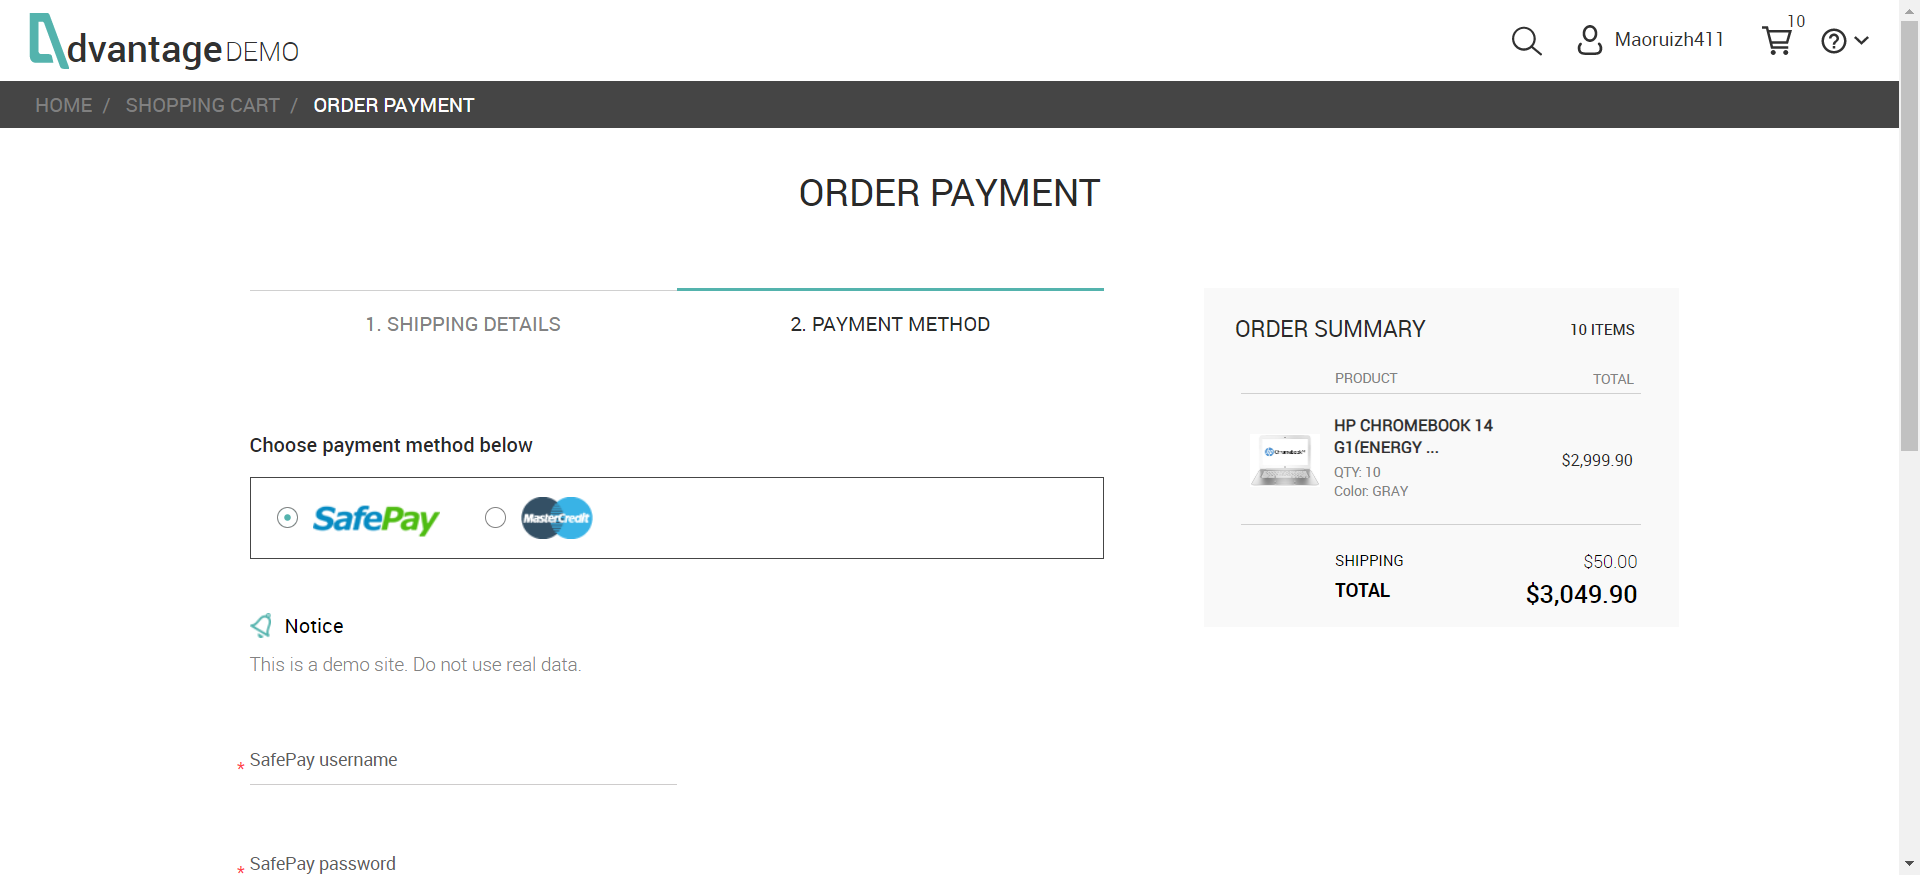 dvantage DEMO
Maoruizh411
10
HOME / SHOPPING CART / ORDER PAYMENT
ORDER PAYMENT
1. SHIPPING DETAILS
2. PAYMENT METHOD
Choose payment method below
SafePay
MasterCredit
Notice
This is a demo site. Do not use real data.
* SafePay username
* SafePay password
ORDER SUMMARY
10 ITEMS
PRODUCT
TOTAL
HP CHROMEBOOK 14
G1(ENERGY ...
QTY: 10
Color: GRAY
$2,999.90
SHIPPING
$50.00
TOTAL
$3,049.90